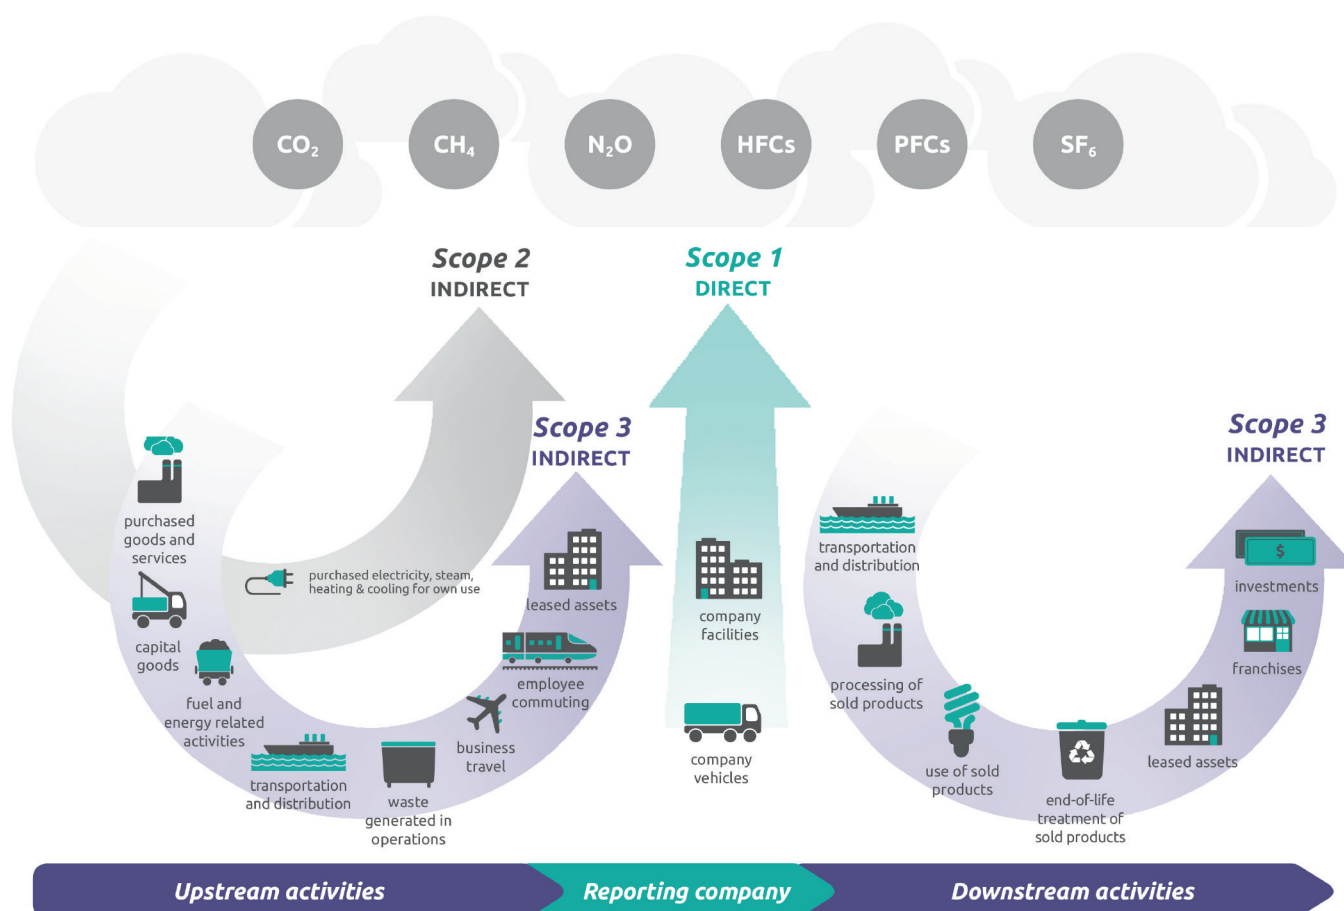 CO₂
CH₄
N₂O
HFCs
PFCs
SF₆
Scope 2
INDIRECT
Scope 1
DIRECT
Scope 3
INDIRECT
Scope 3
INDIRECT
purchased
goods and
services
capital
goods
fuel and
energy related
activities
transportation
and distribution
waste
generated in
operations
business
travel
employee
commuting
leased assets
purchased electricity, steam,
heating & cooling for own use
company
facilities
company
vehicles
transportation
and distribution
processing of
sold products
use of sold
products
end-of-life
treatment of
sold products
leased assets
franchises
investments
$
Upstream activities
Reporting company
Downstream activities